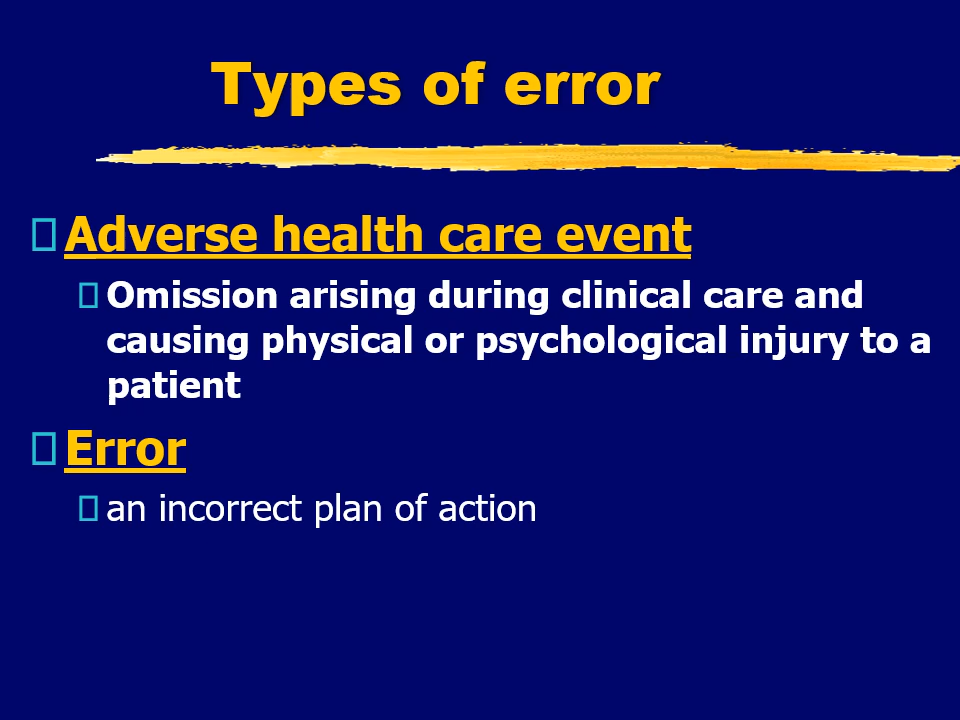 Types of error
Adverse health care event
Omission arising during clinical care and
causing physical or psychological injury to a
patient
Error
an incorrect plan of action